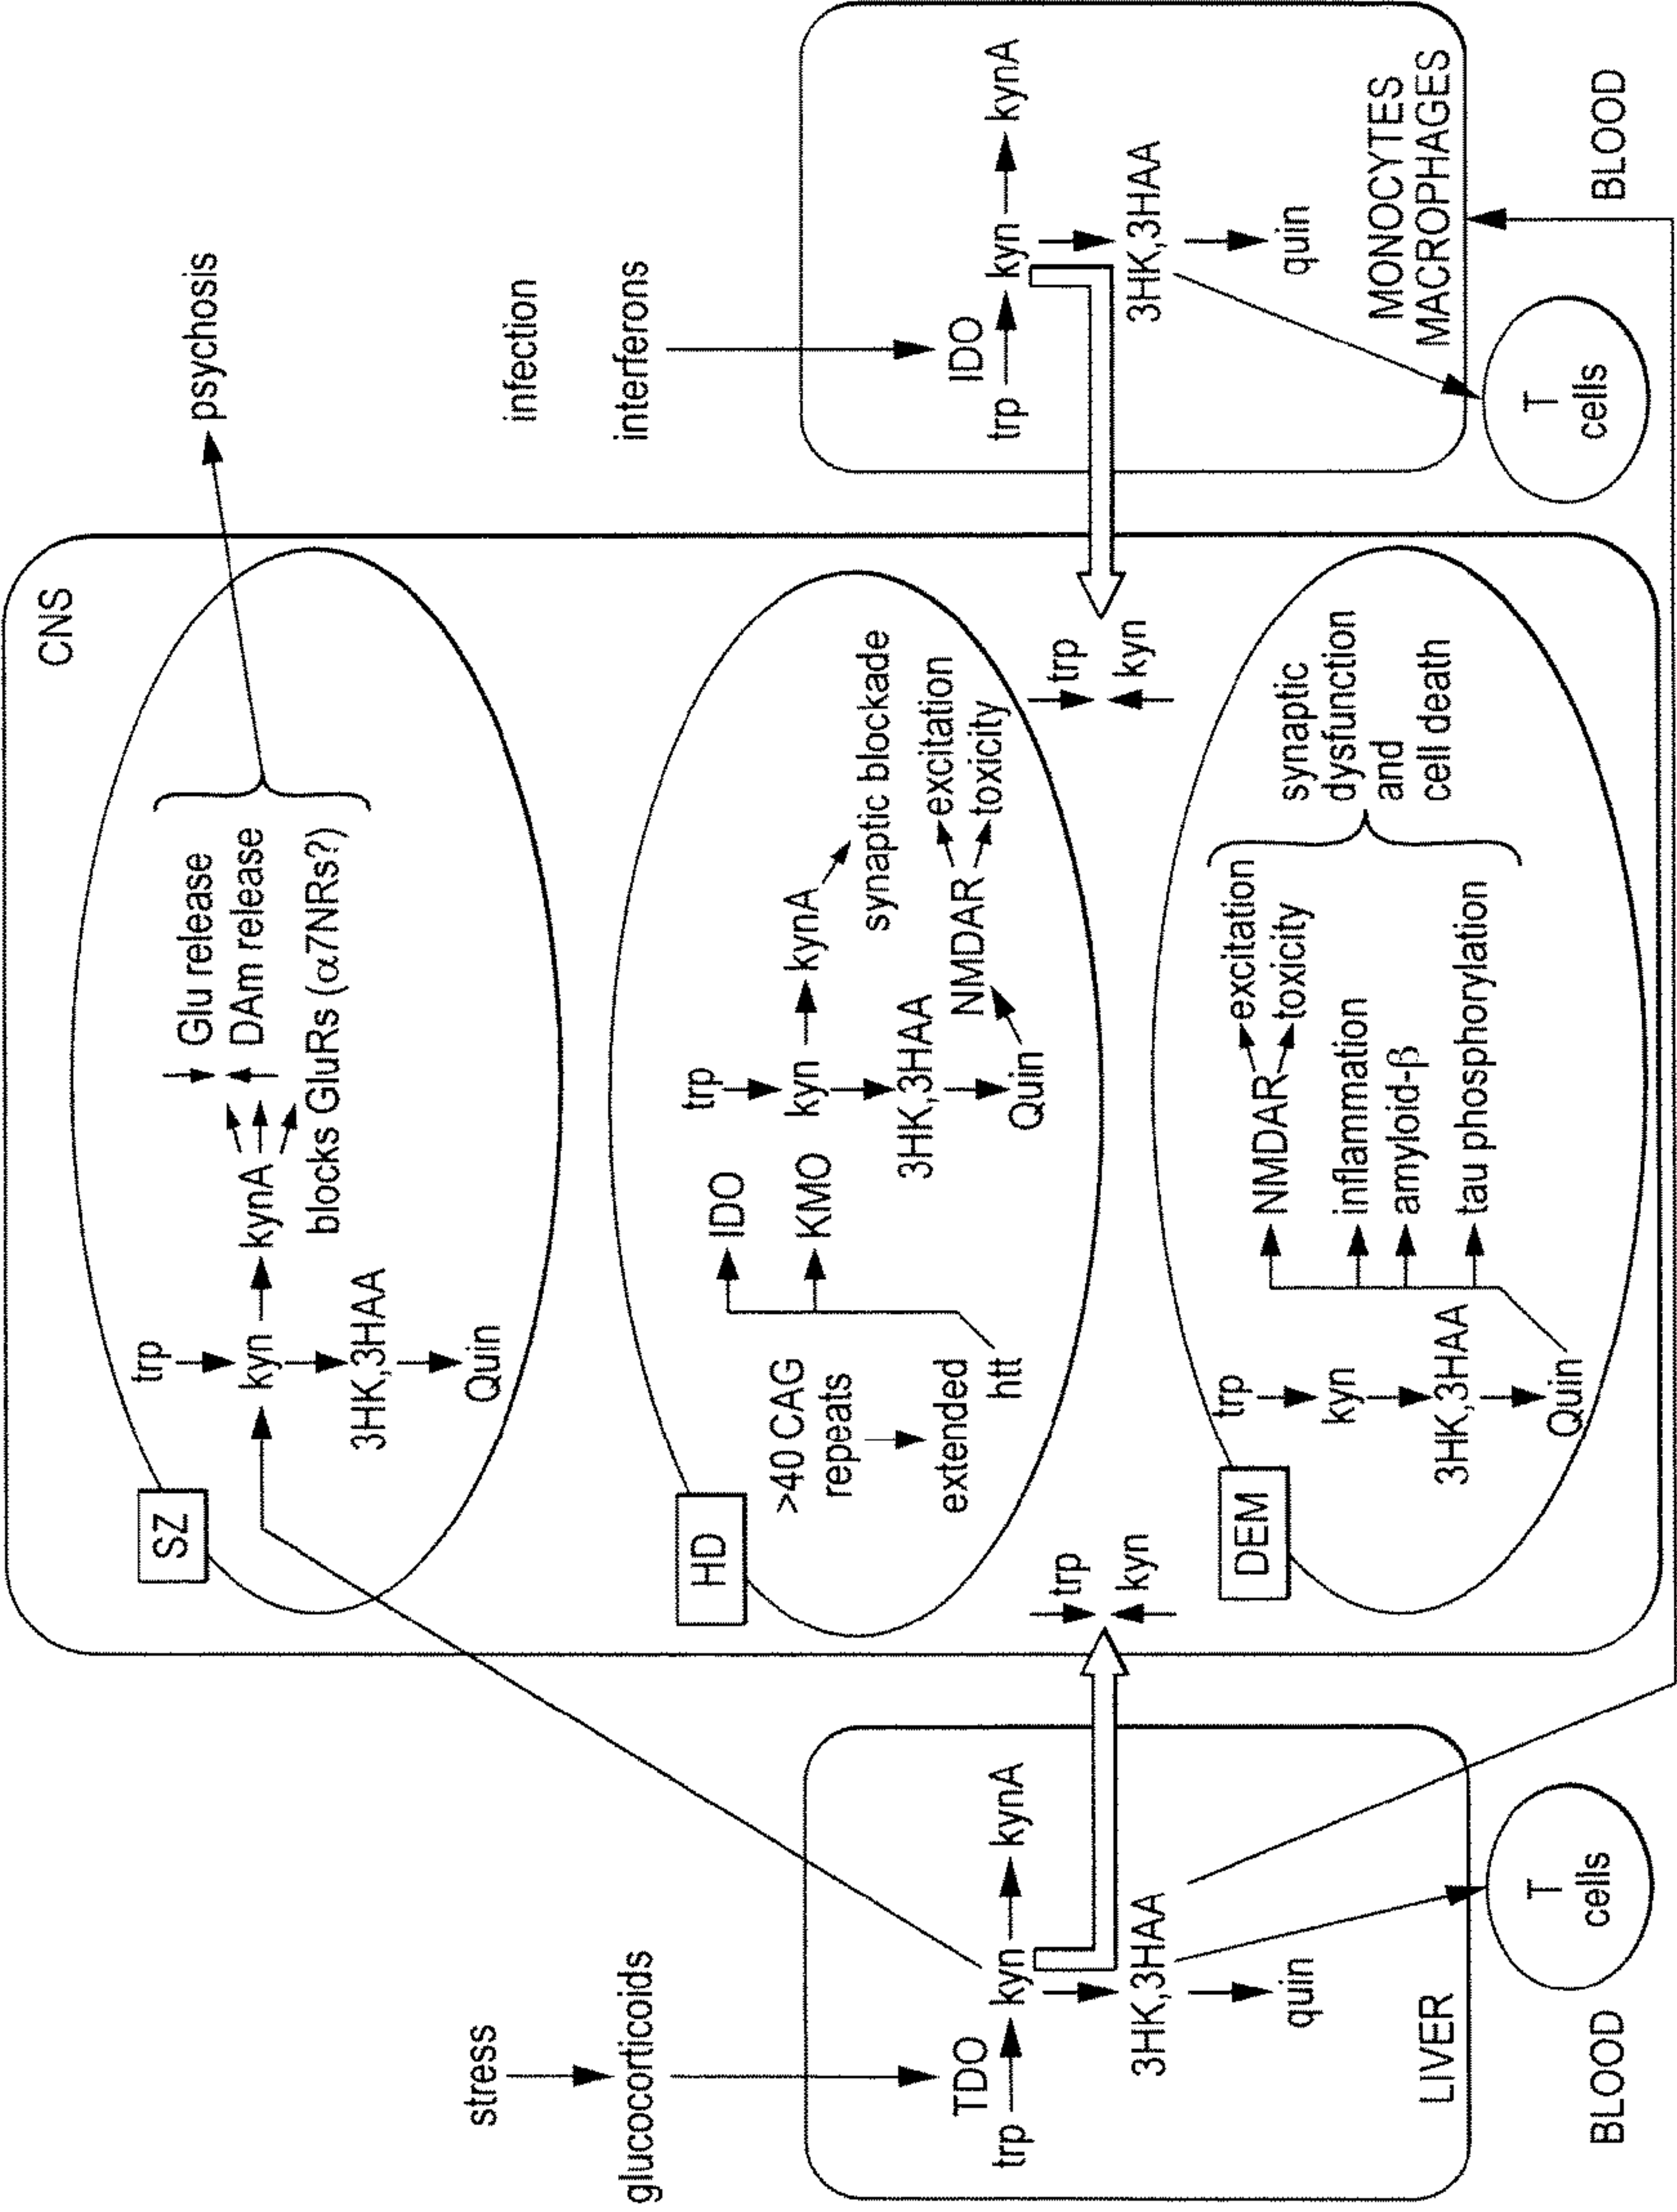 CNS
SZ
trp
kyn
kynA
3HK,3HAA
Quin
Glu release
DAm release
blocks GluRs (α7NRs?)
psychosis
HD
>40 CAG
repeats
extended
htt
IDO
KMO
trp
kyn
kynA
3HK,3HAA
Quin
synaptic blockade
NMDAR
excitation
toxicity
trp
kyn
trp
kyn
DEM
trp
kyn
3HK,3HAA
Quin
NMDAR
excitation
toxicity
inflammation
amyloid-β
tau phosphorylation
synaptic
dysfunction
and
cell death
stress
glucocorticoids
TDO
trp
kyn
kynA
3HK,3HAA
quin
LIVER
T
cells
BLOOD
infection
interferons
IDO
trp
kyn
kynA
3HK,3HAA
quin
MONOCYTES
MACROPHAGES
T
cells
BLOOD